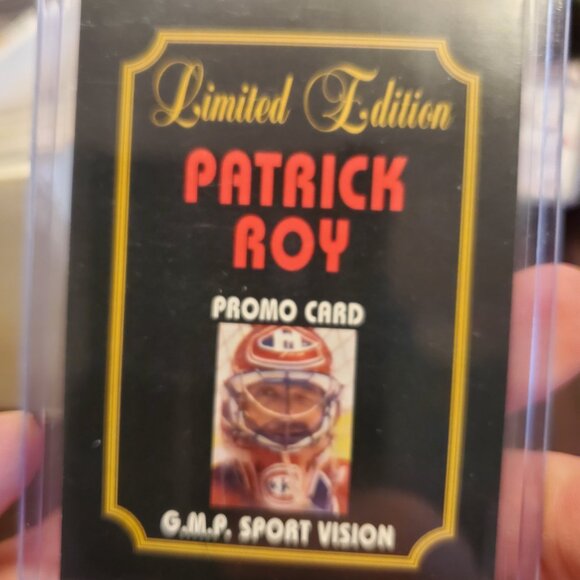 Limited Edition
PATRICK
ROY
PROMO CARD
G.M.P. SPORT VISION